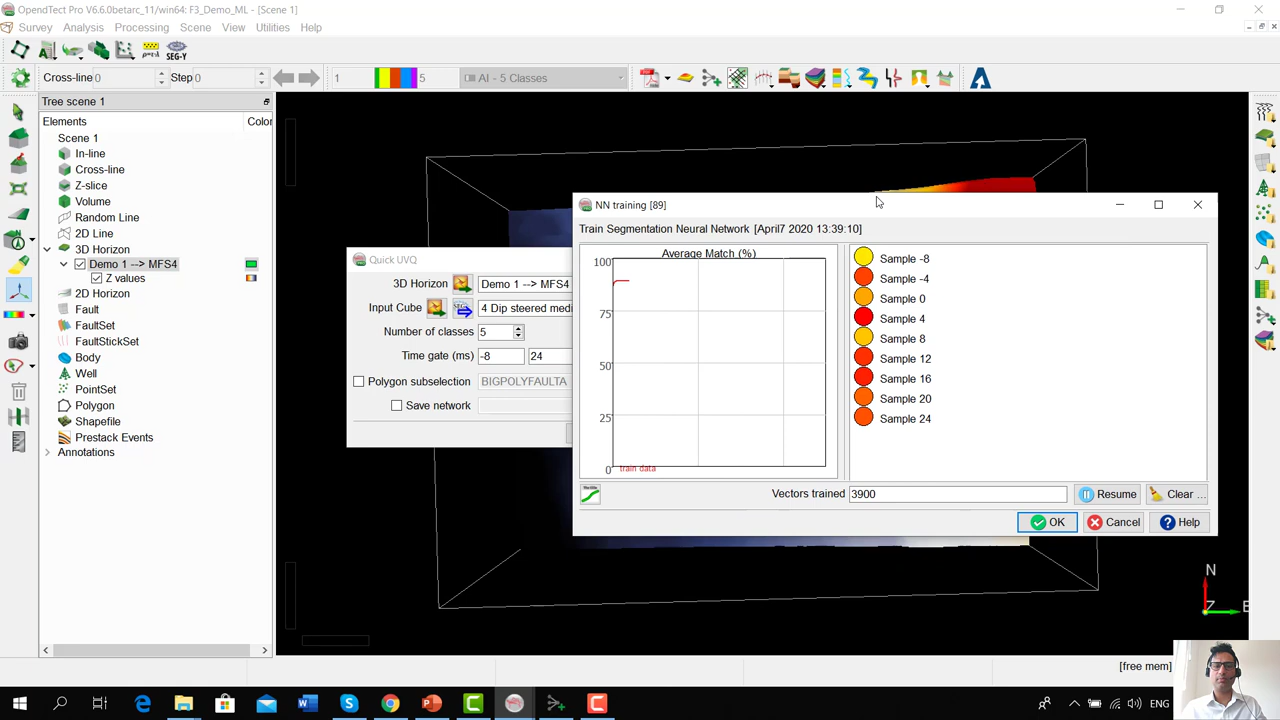 OpendTect Pro V6.6.0betarc_11/win64: F3_Demo_ML - [Scene 1]
Survey Analysis Processing Scene View Utilities Help
SEG-Y
Cross-line 0 Step 0 1 5 AI - 5 Classes
Tree scene 1
Elements Color
Scene 1
In-line
Cross-line
Z-slice
Volume
Random Line
2D Line
3D Horizon
Demo 1 --> MFS4
Z values
2D Horizon
Fault
FaultSet
FaultStickSet
Body
Well
PointSet
Polygon
Shapefile
Prestack Events
Annotations
Quick UVQ
3D Horizon Demo 1 --> MFS4
Input Cube 4 Dip steered medi
Number of classes 5
Time gate (ms) -8 24
Polygon subselection BIGPOLYFAULTA
Save network
NN training [89]
Train Segmentation Neural Network [April7 2020 13:39:10]
Average Match (%)
100
75
50
25
0
train data
Sample -8
Sample -4
Sample 0
Sample 4
Sample 8
Sample 12
Sample 16
Sample 20
Sample 24
Vectors trained 3900 Resume Clear ...
OK Cancel Help
N
Z E
[free mem]
ENG